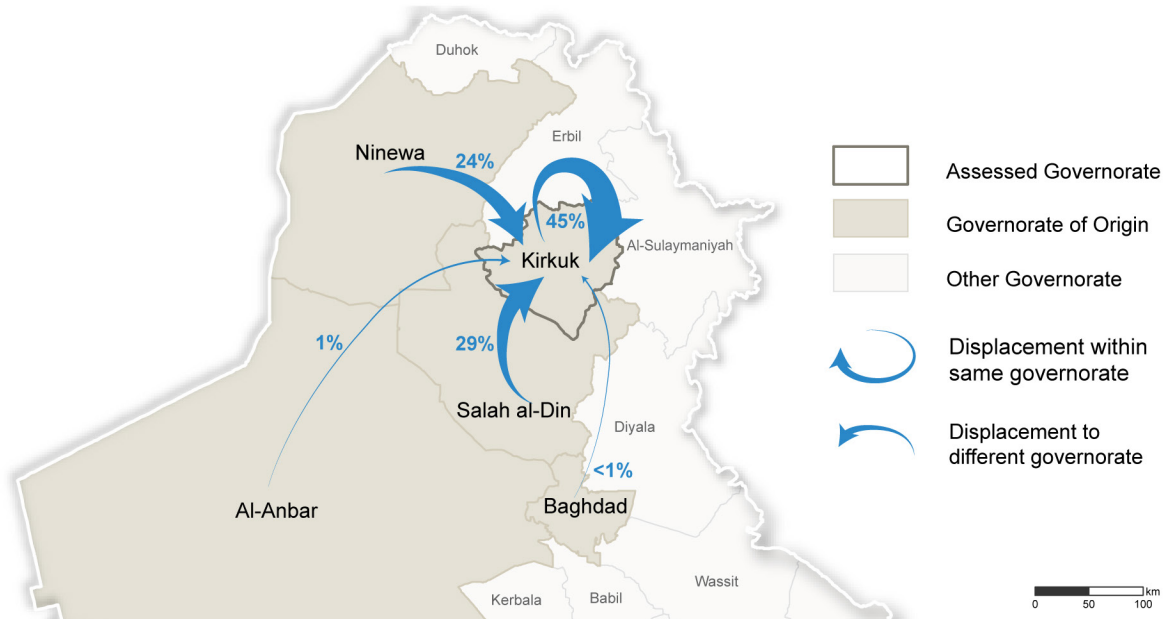 Duhok
Erbil
Ninewa
24%
45%
Kirkuk
Al-Sulaymaniyah
1%
29%
Salah al-Din
Diyala
<1%
Al-Anbar
Baghdad
Wassit
Kerbala
Babil
Assessed Governorate
Governorate of Origin
Other Governorate
Displacement within
same governorate
Displacement to
different governorate
km
0 50 100